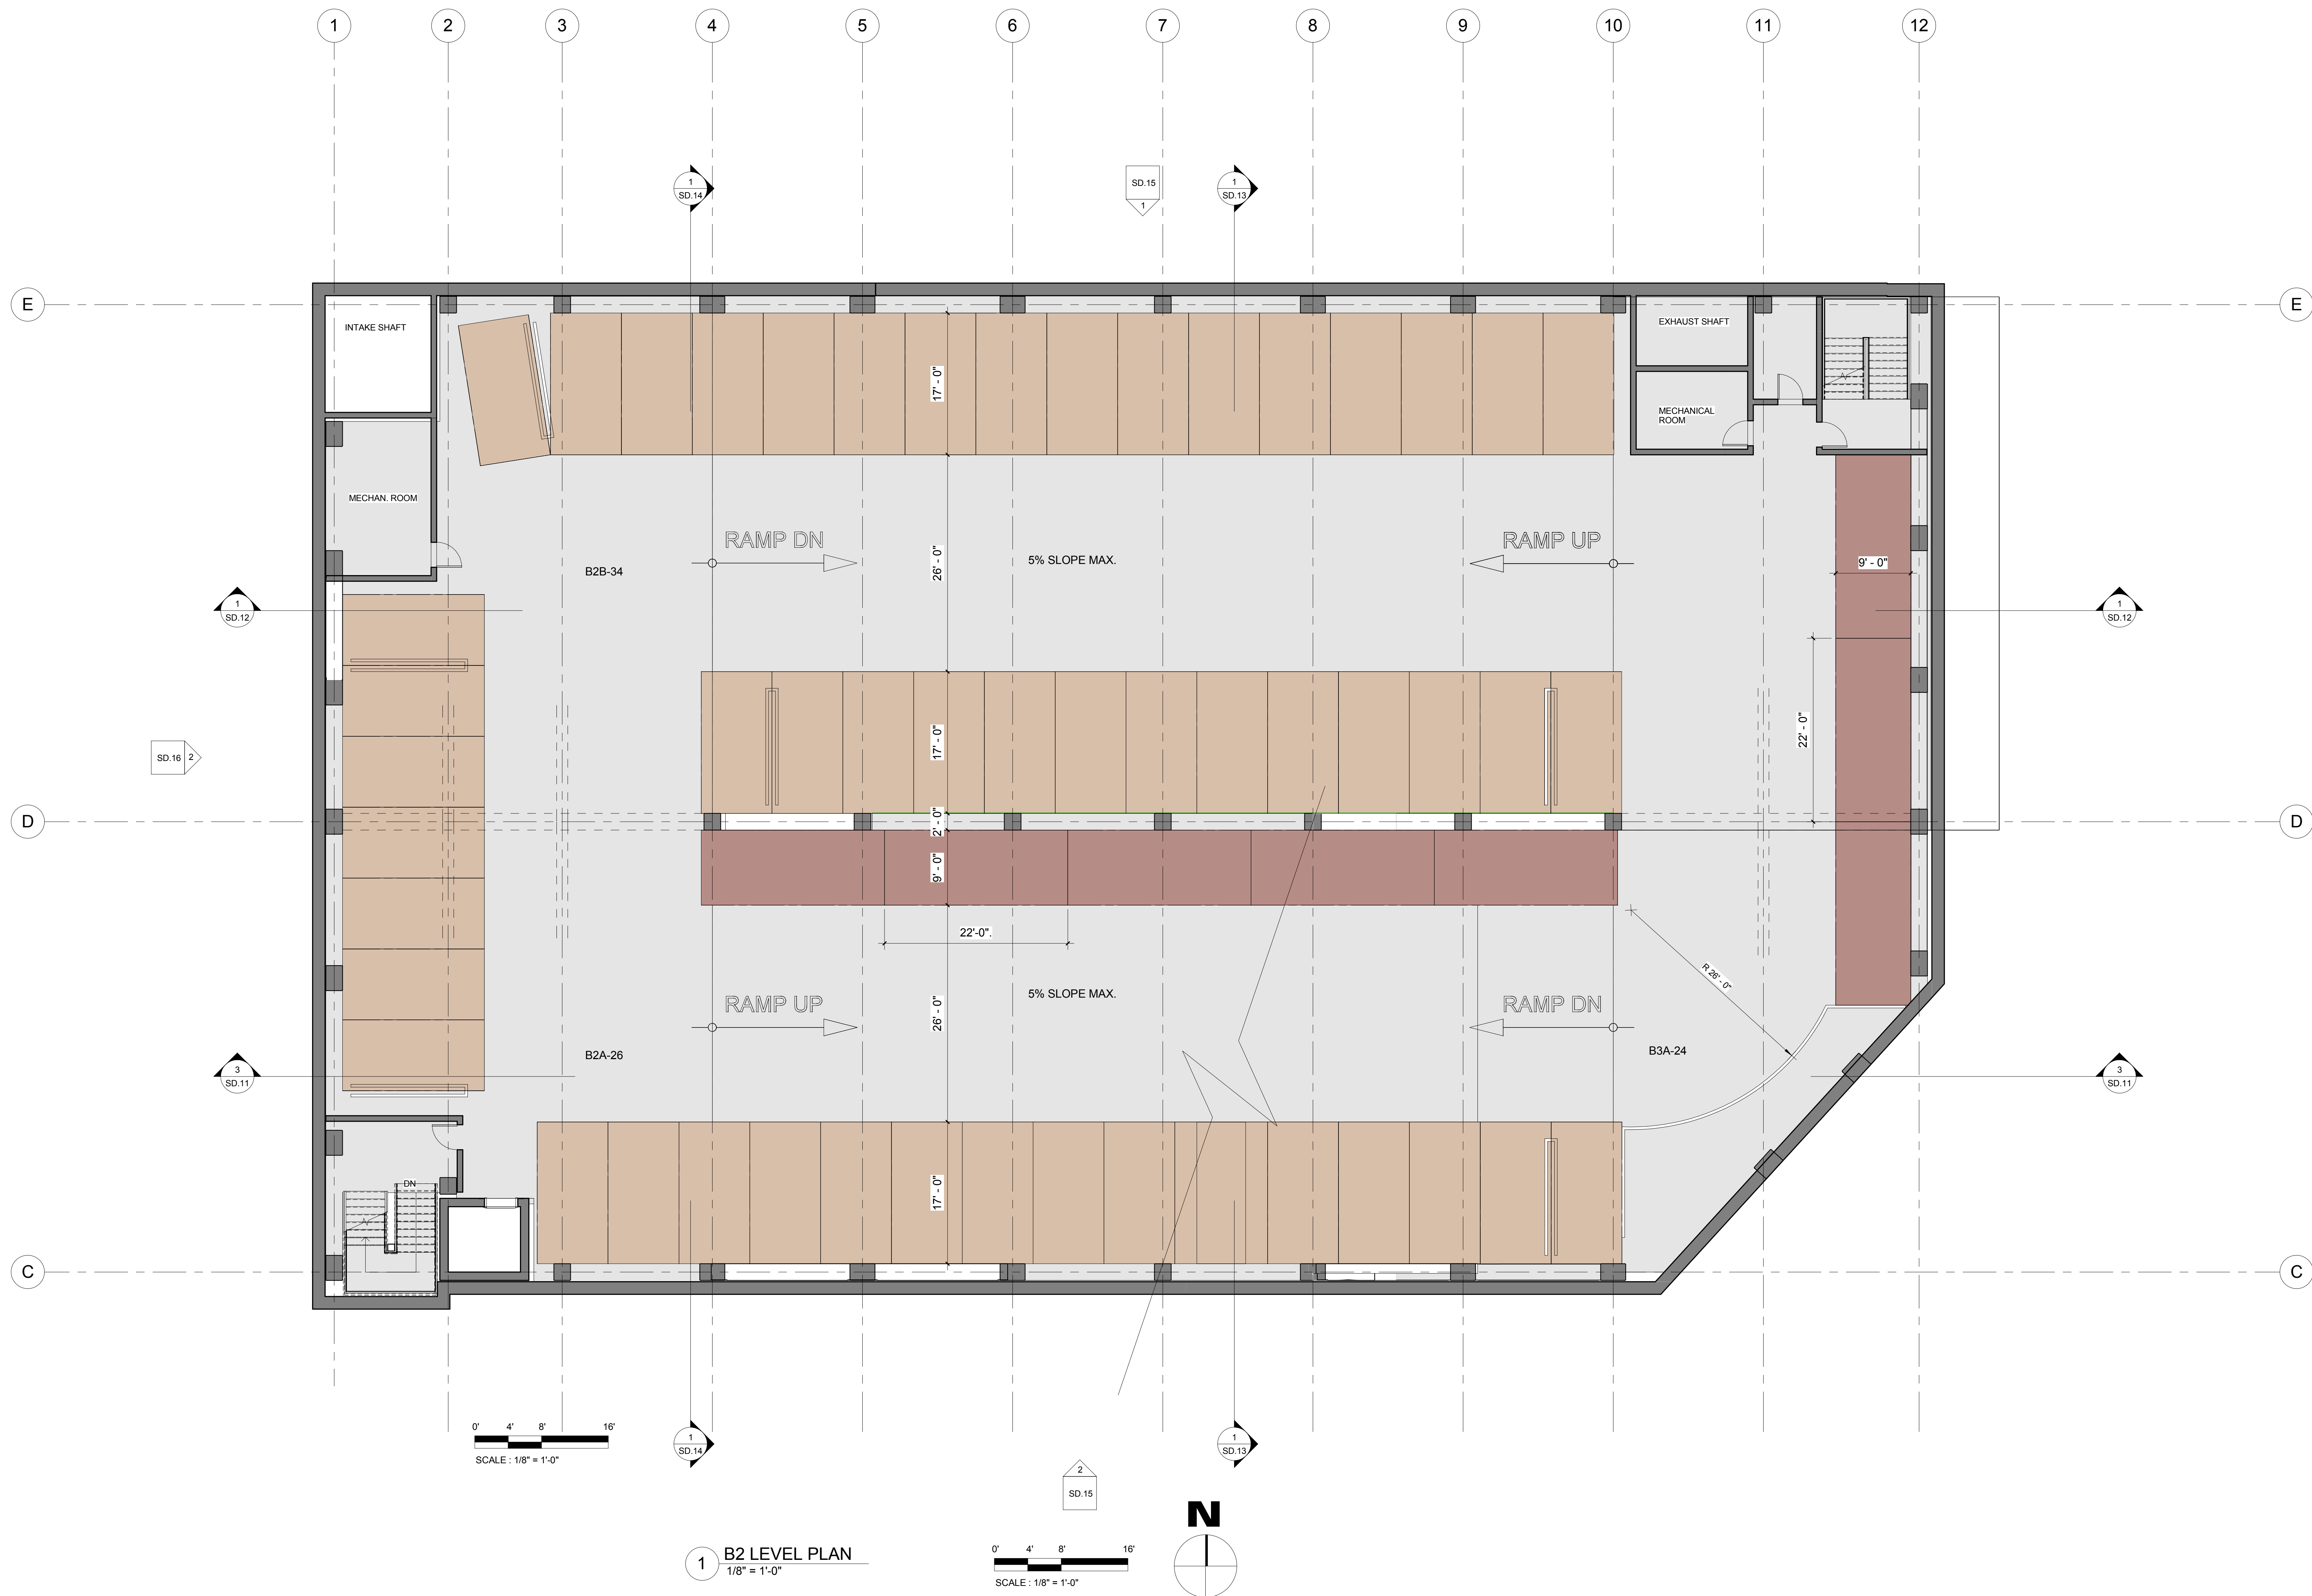 1 2 3 4 5 6 7 8 9 10 11 12
1
SD.14
SD.15
1
1
SD.13
E
E
INTAKE SHAFT
EXHAUST SHAFT
17' - 0"
MECHANICAL
ROOM
MECHAN. ROOM
RAMP DN
RAMP UP
26' - 0"
5% SLOPE MAX.
9' - 0"
B2B-34
1
SD.12
1
SD.12
17' - 0"
22' - 0"
SD.16 2
D
D
2' - 0"
9' - 0"
22'-0".
R 26' - 0"
RAMP UP
26' - 0"
5% SLOPE MAX.
RAMP DN
B2A-26
B3A-24
3
SD.11
3
SD.11
DN
17' - 0"
C
C
0' 4' 8' 16'
SCALE : 1/8" = 1'-0"
1
SD.14
1
SD.13
2
SD.15
N
1 B2 LEVEL PLAN
1/8" = 1'-0"
0' 4' 8' 16'
SCALE : 1/8" = 1'-0"